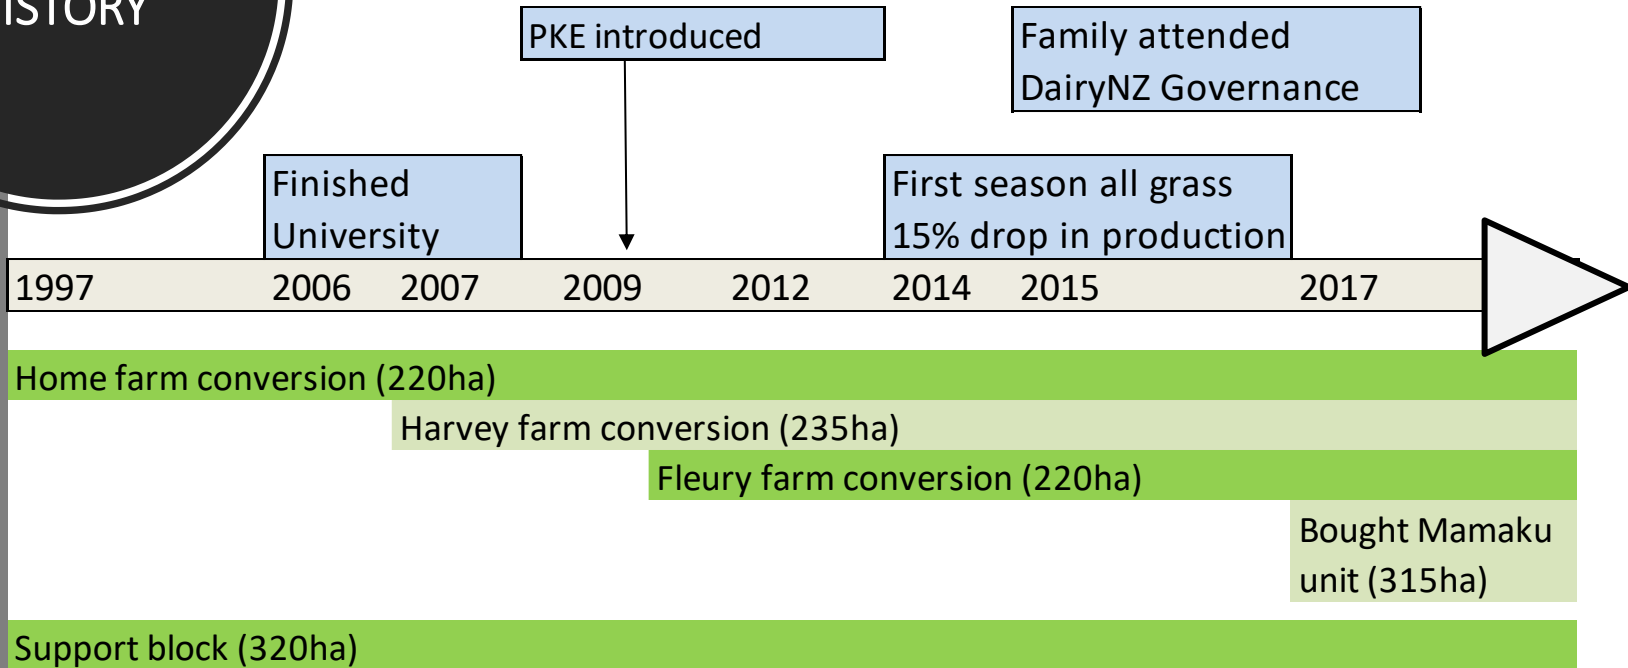 ISTORY
PKE introduced
Family attended
DairyNZ Governance
Finished
University
First season all grass
15% drop in production
1997 2006 2007 2009 2012 2014 2015 2017
Home farm conversion (220ha)
Harvey farm conversion (235ha)
Fleury farm conversion (220ha)
Bought Mamaku
unit (315ha)
Support block (320ha)